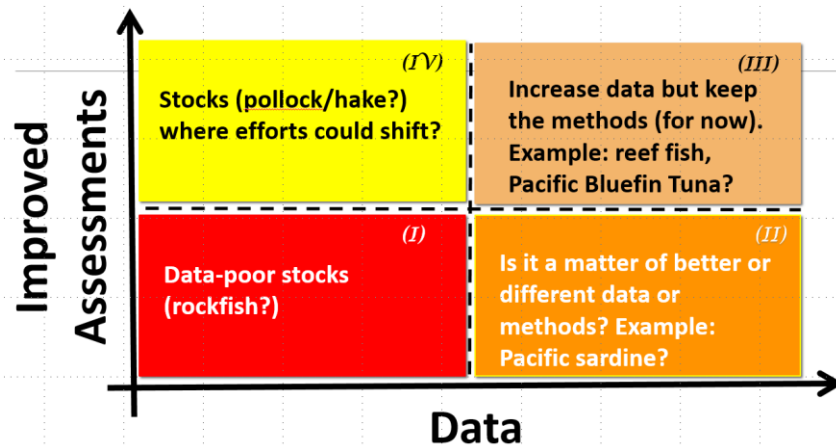 Improved
Assessments
(IV)
Stocks (pollock/hake?)
where efforts could shift?
(III)
Increase data but keep
the methods (for now).
Example: reef fish,
Pacific Bluefin Tuna?
(I)
Data-poor stocks
(rockfish?)
(II)
Is it a matter of better or
different data or
methods? Example:
Pacific sardine?
Data